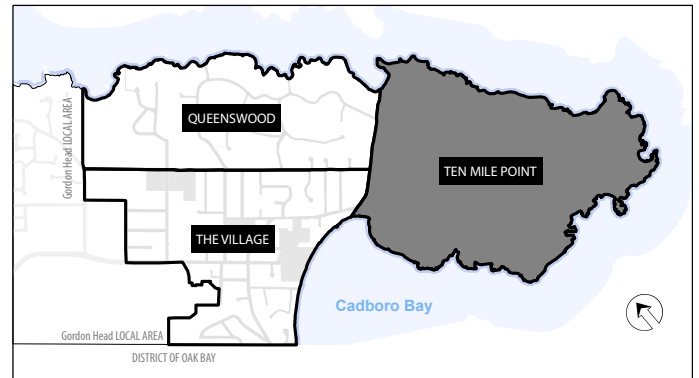 QUEENSWOOD
Gordon Head LOCAL AREA
TEN MILE POINT
THE VILLAGE
Cadboro Bay
Gordon Head LOCAL AREA
DISTRICT OF OAK BAY